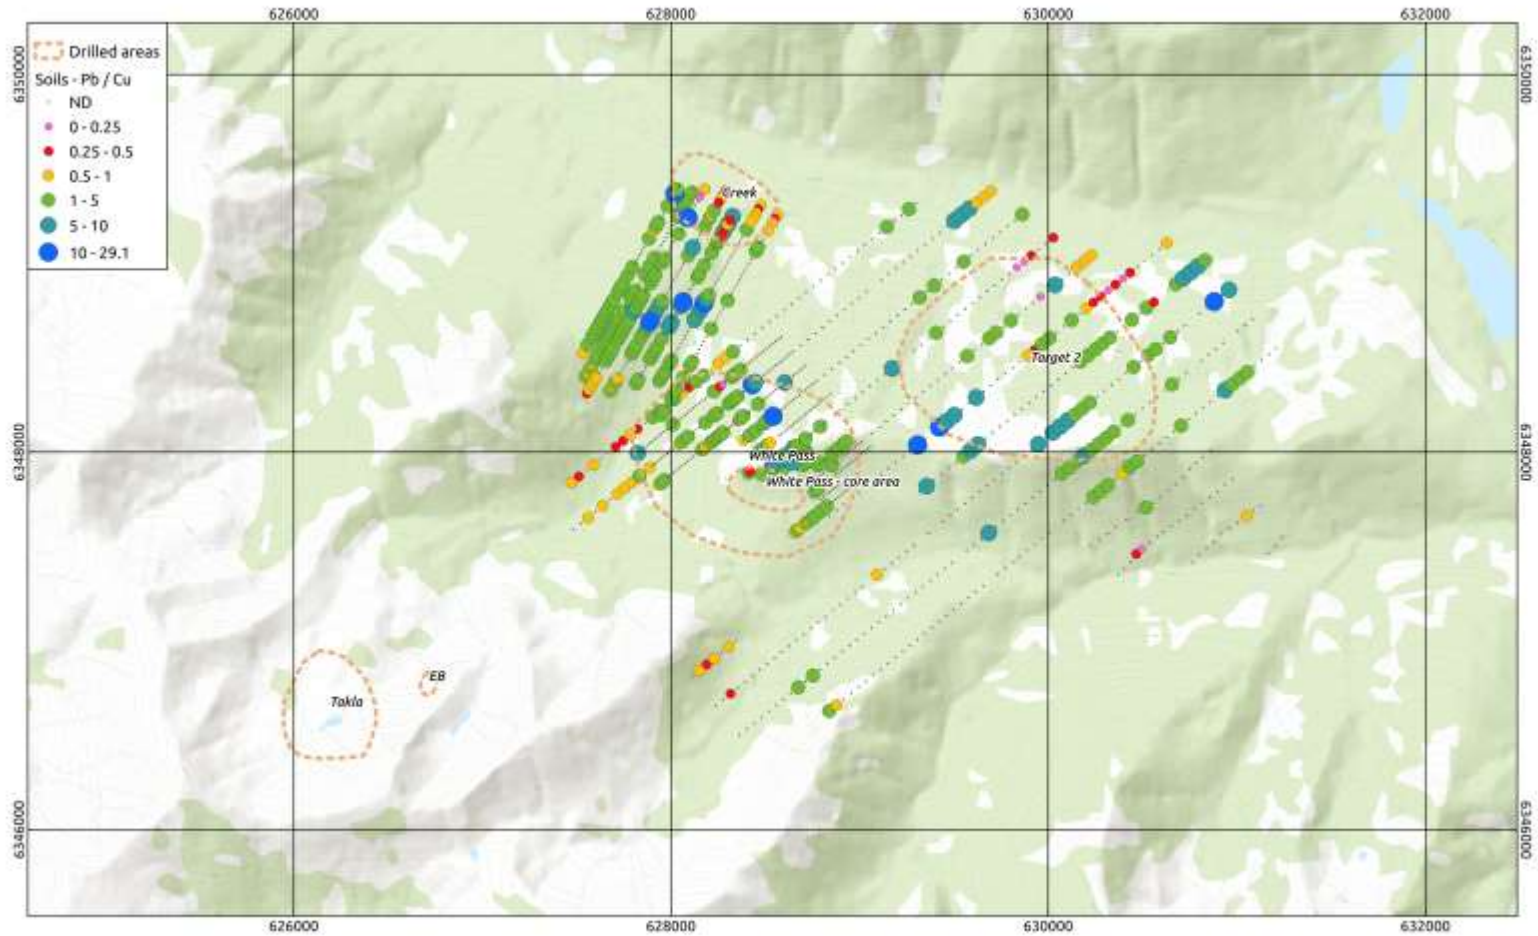 626000
628000
630000
632000
Drilled areas
Soils - Pb / Cu
ND
0 - 0.25
0.25 - 0.5
0.5 - 1
1 - 5
5 - 10
10 - 29.1
6350000
6350000
Creek
Target 2
6348000
6348000
White Pass
White Pass - core area
EB
Takla
6346000
6346000
626000
628000
630000
632000